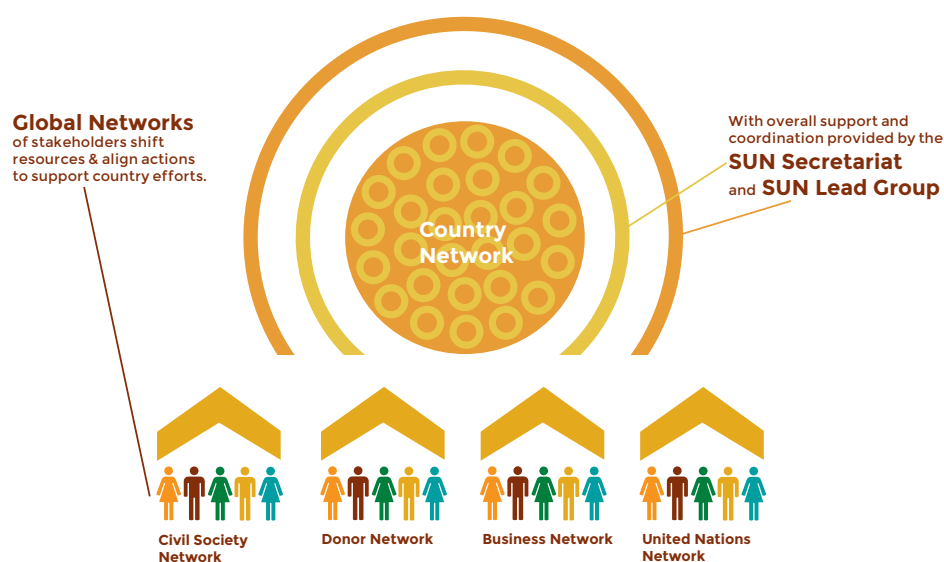 Global Networks
of stakeholders shift
resources & align actions
to support country efforts.
Country
Network
With overall support and
coordination provided by the
SUN Secretariat
and SUN Lead Group
Civil Society
Network
Donor Network
Business Network
United Nations
Network